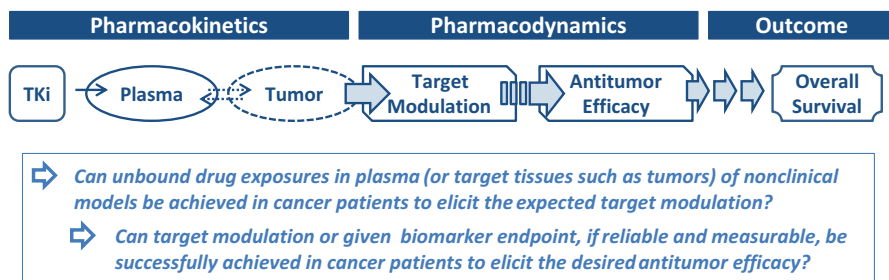 Pharmacokinetics Pharmacodynamics Outcome
TKi Plasma Tumor Target Modulation Antitumor Efficacy Overall Survival
Can unbound drug exposures in plasma (or target tissues such as tumors) of nonclinical
models be achieved in cancer patients to elicit the expected target modulation?
Can target modulation or given biomarker endpoint, if reliable and measurable, be
successfully achieved in cancer patients to elicit the desired antitumor efficacy?